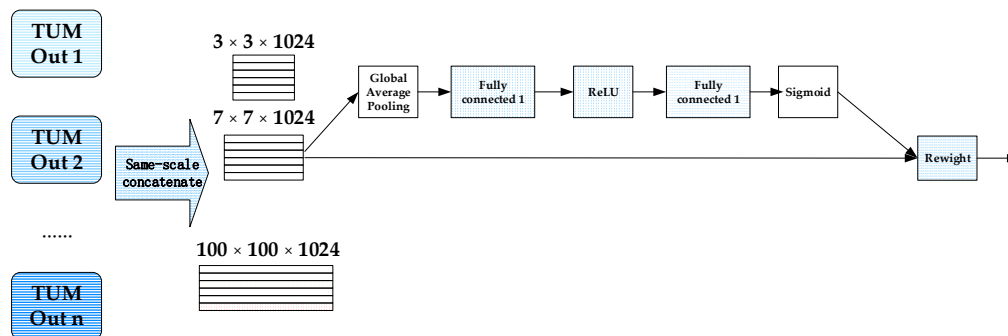 TUM
Out 1
TUM
Out 2
......
TUM
Out n
Same-scale
concatenate
3 × 3 × 1024
7 × 7 × 1024
100 × 100 × 1024
Global
Average
Pooling
Fully
connected 1
ReLU
Fully
connected 1
Sigmoid
Rewight